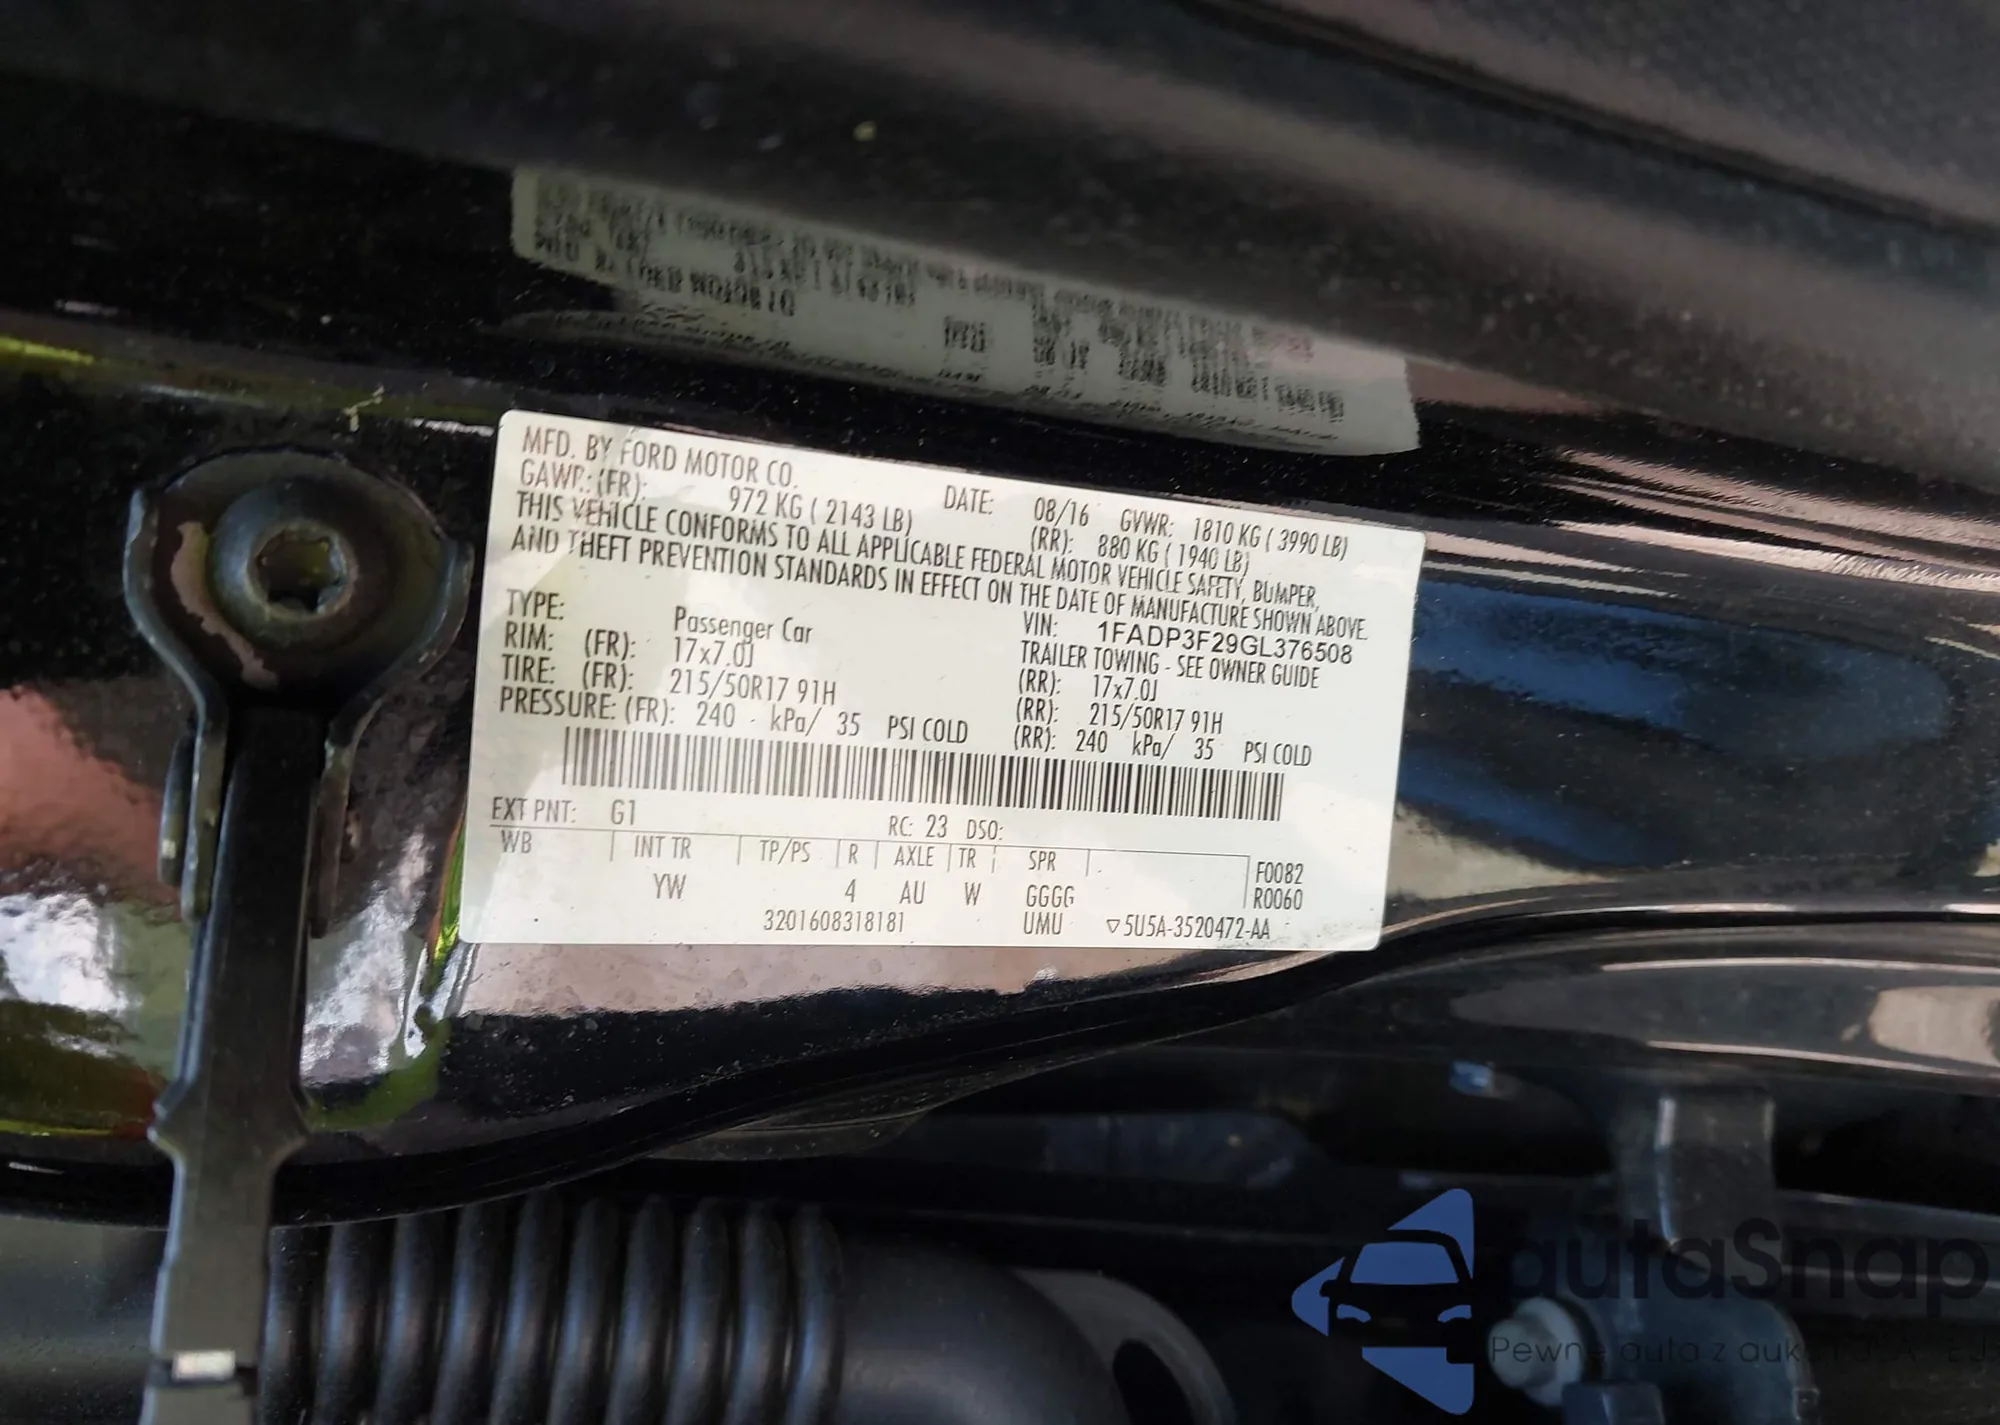 MFD. BY FORD MOTOR CO.
DATE: 08/16 GVWR: 1810 KG ( 3990 LB)
GAWR: (FR): 972 KG ( 2143 LB) (RR): 880 KG ( 1940 LB)
THIS VEHICLE CONFORMS TO ALL APPLICABLE FEDERAL MOTOR VEHICLE SAFETY, BUMPER,
AND THEFT PREVENTION STANDARDS IN EFFECT ON THE DATE OF MANUFACTURE SHOWN ABOVE.
VIN: 1FADP3F29GL376508
TYPE: Passenger Car TRAILER TOWING - SEE OWNER GUIDE
RIM: (FR): 17x7.0J (RR): 17x7.0J
TIRE: (FR): 215/50R17 91H (RR): 215/50R17 91H
PRESSURE: (FR): 240 kPa/ 35 PSI COLD (RR): 240 kPa/ 35 PSI COLD
EXT PNT: G1 RC: 23 DSO:
WB INT TR TP/PS R AXLE TR SPR F0082
YW 4 AU W GGGG R0060
3201608318181 UMU ▽5U5A-3520472-AA
autaSnap
Pewne auta z